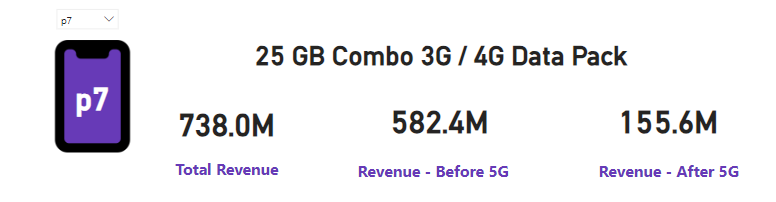 p7
25 GB Combo 3G / 4G Data Pack
p7
738.0M
582.4M
155.6M
Total Revenue
Revenue - Before 5G
Revenue - After 5G